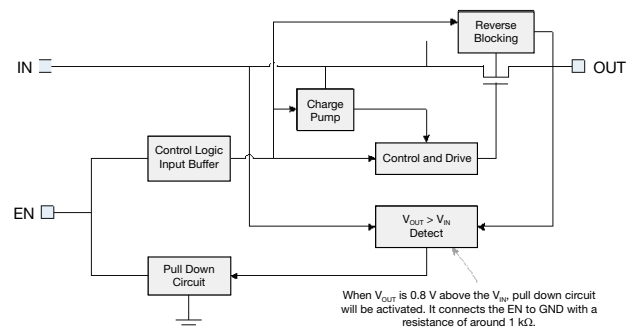 Reverse
Blocking
IN
OUT
Charge
Pump
Control Logic
Input Buffer
Control and Drive
EN
VOUT > VIN
Detect
Pull Down
Circuit
When VOUT is 0.8 V above the VIN, pull down circuit
will be activated. It connects the EN to GND with a
resistance of around 1 kΩ.